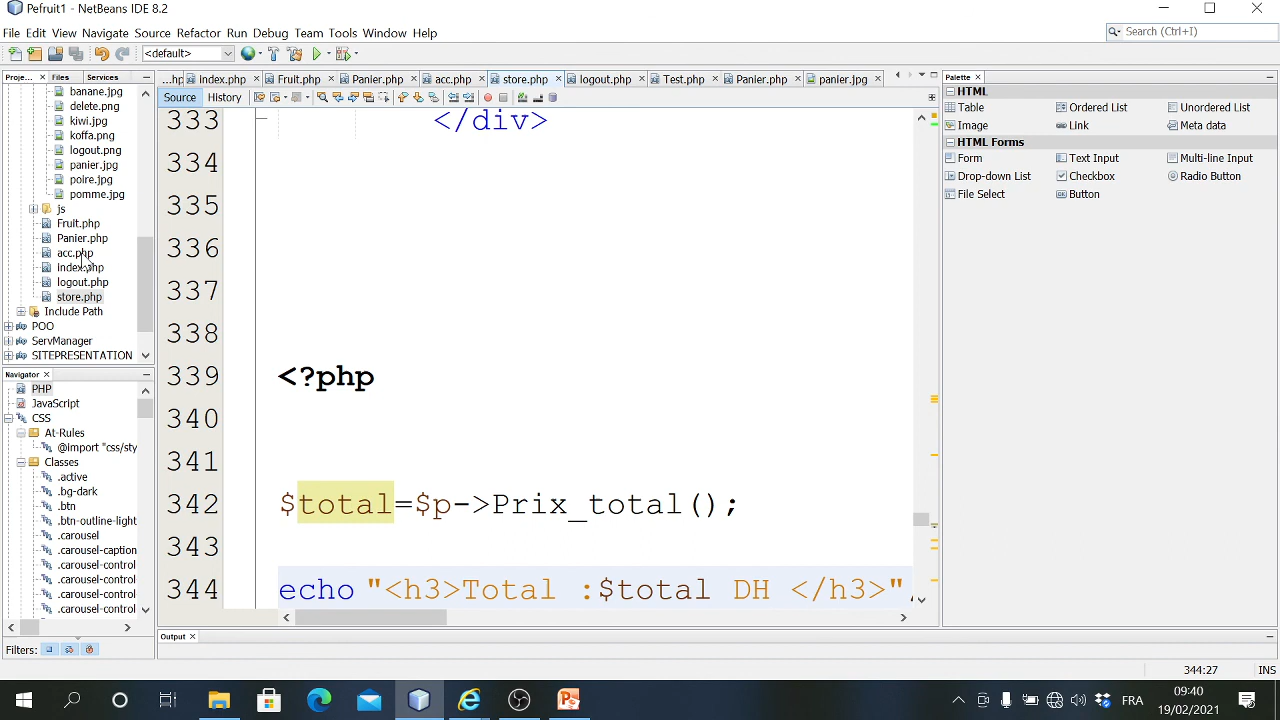 Pefruit1 - NetBeans IDE 8.2
File Edit View Navigate Source Refactor Run Debug Team Tools Window Help
Search (Ctrl+I)
<default>
Proje... Files Services
...hp index.php Fruit.php Panier.php acc.php store.php logout.php Test.php Panier.php panier.jpg
Palette
Source History
banane.jpg
delete.png
kiwi.jpg
koffa.png
logout.png
panier.jpg
poire.jpg
pomme.jpg
js
Fruit.php
Panier.php
acc.php
index.php
logout.php
store.php
Include Path
POO
ServManager
SITEPRESENTATION
Navigator
PHP
JavaScript
CSS
At-Rules
@import "css/sty
Classes
.active
.bg-dark
.btn
.btn-outline-light
.carousel
.carousel-caption
.carousel-control
.carousel-control
.carousel-control
.carousel-control
Filters:
333 </div>
334
335
336
337
338
339 <?php
340
341
342 $total=$p->Prix_total();
343
344 echo "<h3>Total :$total DH </h3>"
Output
HTML
Table Ordered List Unordered List
Image Link Meta data
HTML Forms
Form Text Input Multi-line Input
Drop-down List Checkbox Radio Button
File Select Button
344:27 INS
FRA
09:40
19/02/2021